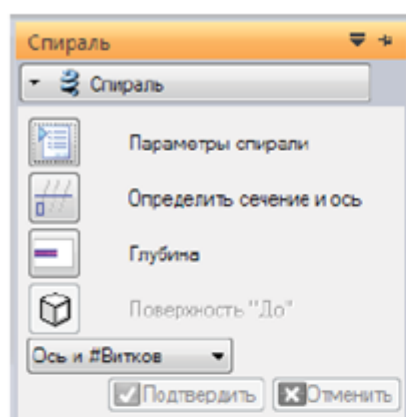 Спираль
Спираль
Параметры спирали
Определить сечение и ось
Глубина
Поверхность "До"
Ось и #Витков
Подтвердить Отменить